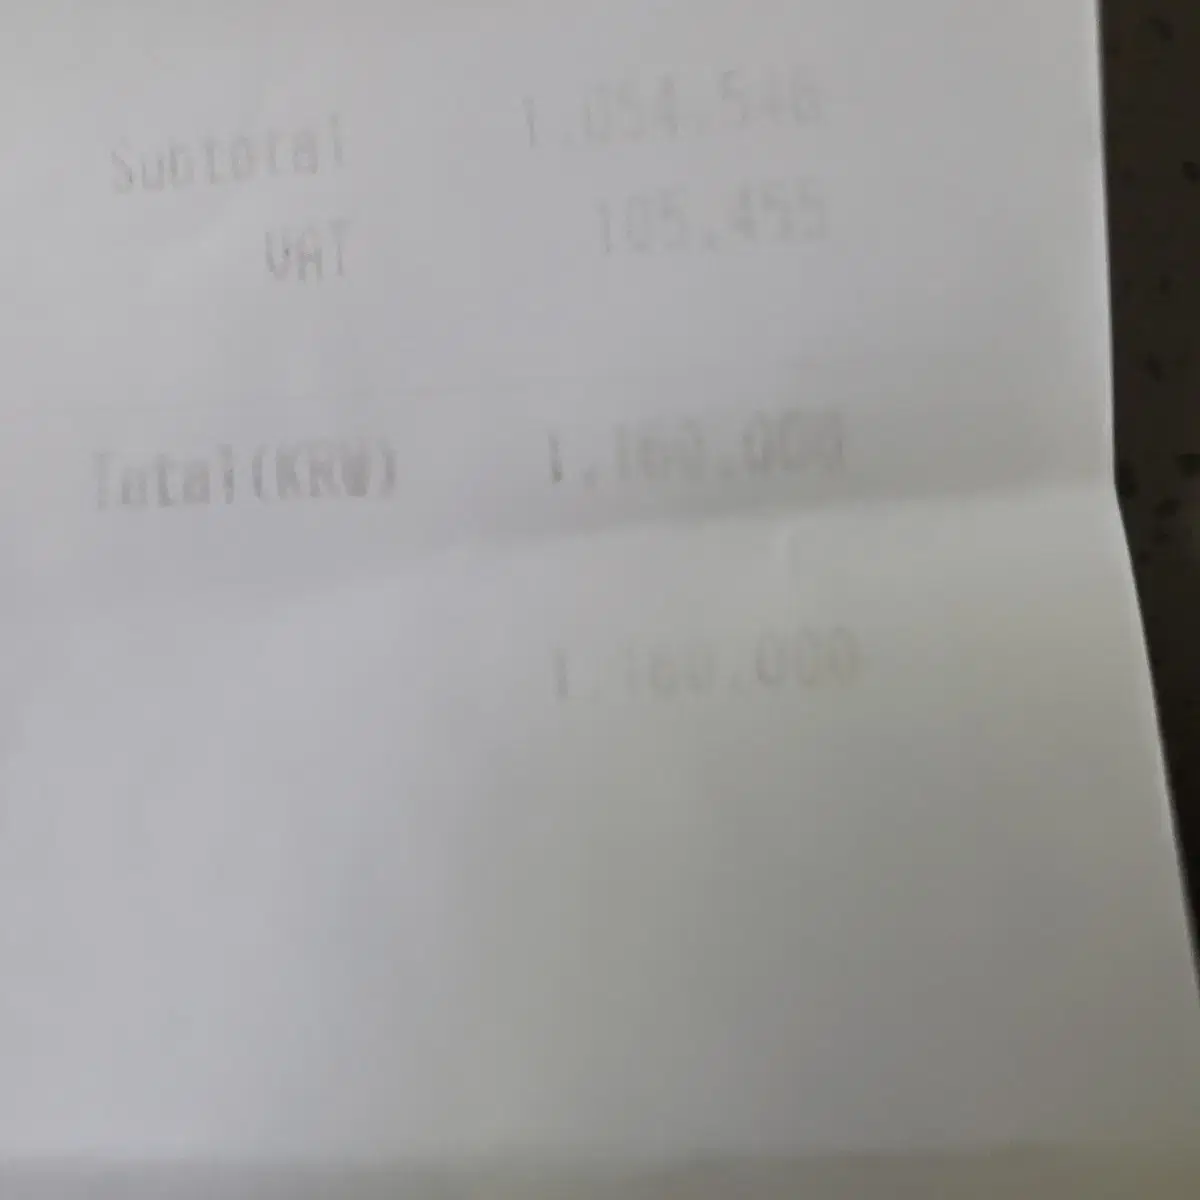 Subtotal 1,054,546
VAT 105,455
Total(KRW) 1,160,000
1,160,000